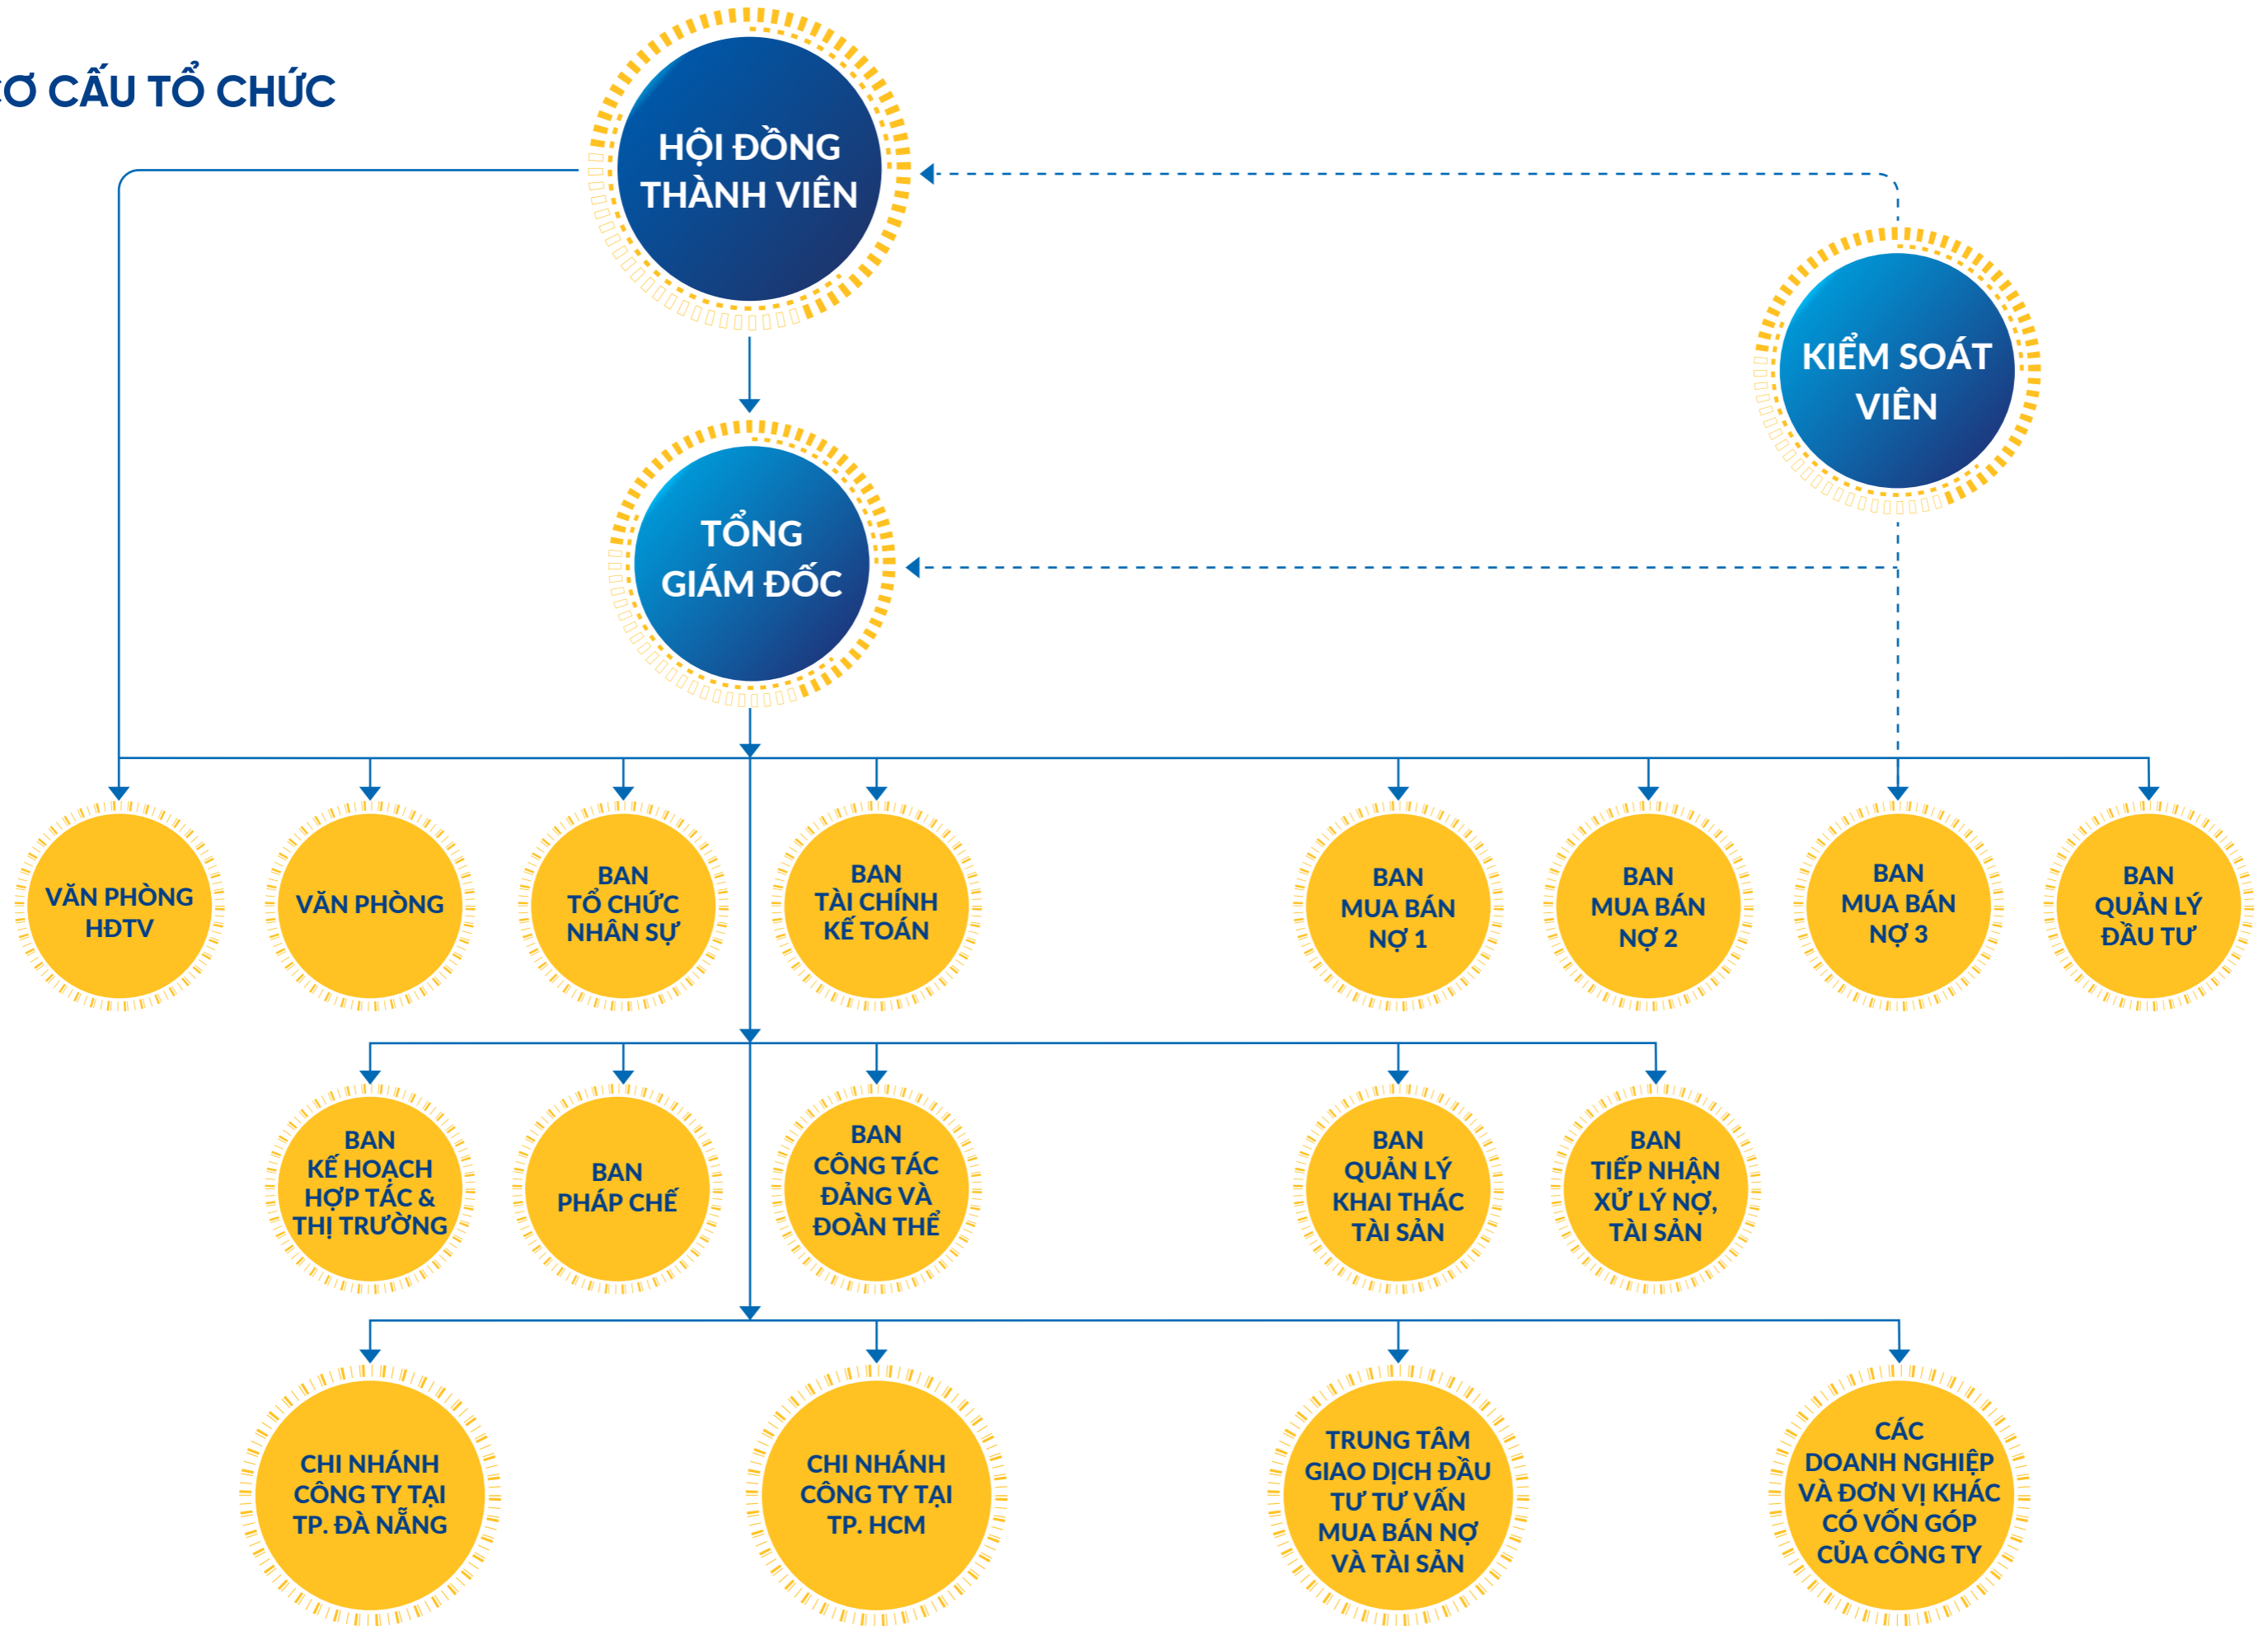 CƠ CẤU TỔ CHỨC
HỘI ĐỒNG
THÀNH VIÊN
KIỂM SOÁT
VIÊN
TỔNG
GIÁM ĐỐC
VĂN PHÒNG
HĐTV
VĂN PHÒNG
BAN
TỔ CHỨC
NHÂN SỰ
BAN
TÀI CHÍNH
KẾ TOÁN
BAN
MUA BÁN
NỢ 1
BAN
MUA BÁN
NỢ 2
BAN
MUA BÁN
NỢ 3
BAN
QUẢN LÝ
ĐẦU TƯ
BAN
KẾ HOẠCH
HỢP TÁC &
THỊ TRƯỜNG
BAN
PHÁP CHẾ
BAN
CÔNG TÁC
ĐẢNG VÀ
ĐOÀN THỂ
BAN
QUẢN LÝ
KHAI THÁC
TÀI SẢN
BAN
TIẾP NHẬN
XỬ LÝ NỢ,
TÀI SẢN
CHI NHÁNH
CÔNG TY TẠI
TP. ĐÀ NẴNG
CHI NHÁNH
CÔNG TY TẠI
TP. HCM
TRUNG TÂM
GIAO DỊCH ĐẦU
TƯ TƯ VẤN
MUA BÁN NỢ
VÀ TÀI SẢN
CÁC
DOANH NGHIỆP
VÀ ĐƠN VỊ KHÁC
CÓ VỐN GÓP
CỦA CÔNG TY